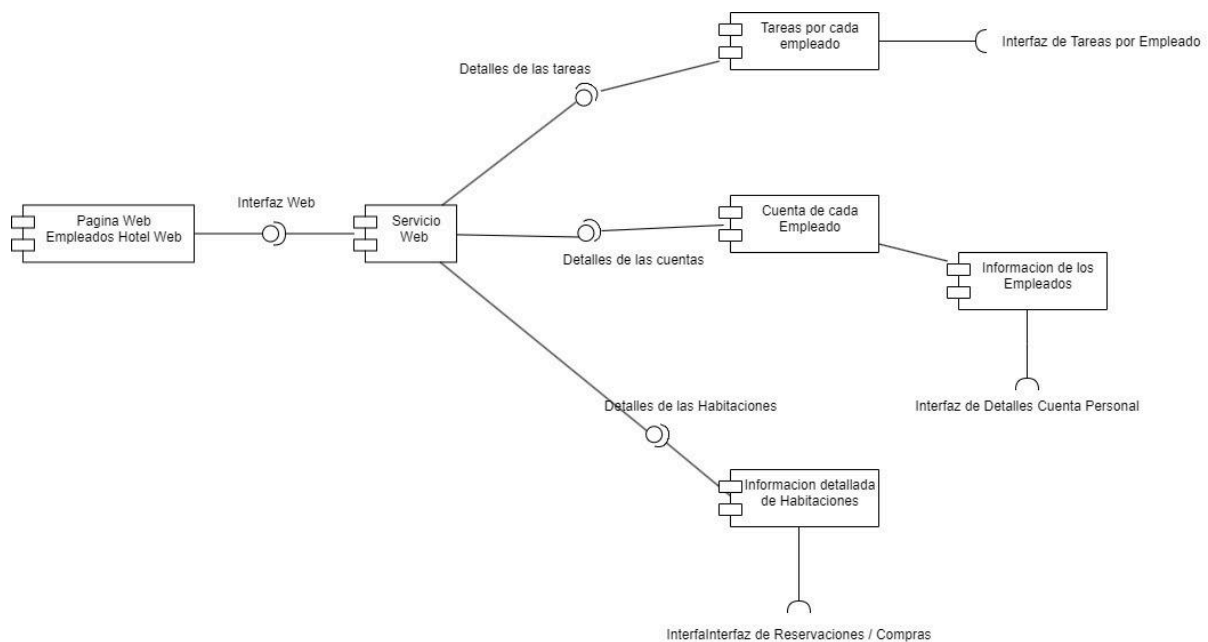 Tareas por cada
empleado
Interfaz de Tareas por Empleado
Detalles de las tareas
Interfaz Web
Pagina Web
Empleados Hotel Web
Servicio
Web
Cuenta de cada
Empleado
Detalles de las cuentas
Informacion de los
Empleados
Interfaz de Detalles Cuenta Personal
Detalles de las Habitaciones
Informacion detallada
de Habitaciones
InterfaInterfaz de Reservaciones / Compras